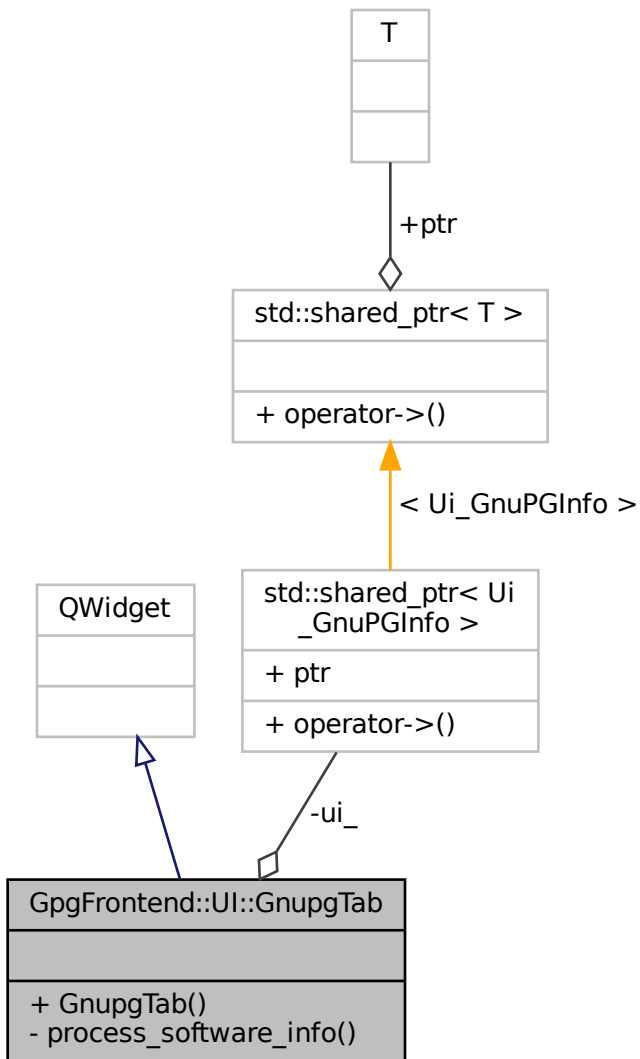 T
+ptr
std::shared_ptr< T >
+ operator->()
< Ui_GnuPGInfo >
QWidget
std::shared_ptr< Ui
_GnuPGInfo >
+ ptr
+ operator->()
-ui_
GpgFrontend::UI::GnupgTab
+ GnupgTab()
- process_software_info()